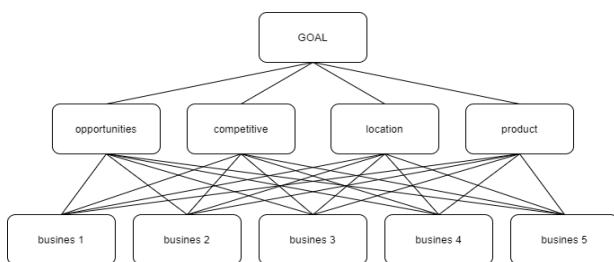 GOAL
opportunities
competitive
location
product
busines 1
busines 2
busines 3
busines 4
busines 5